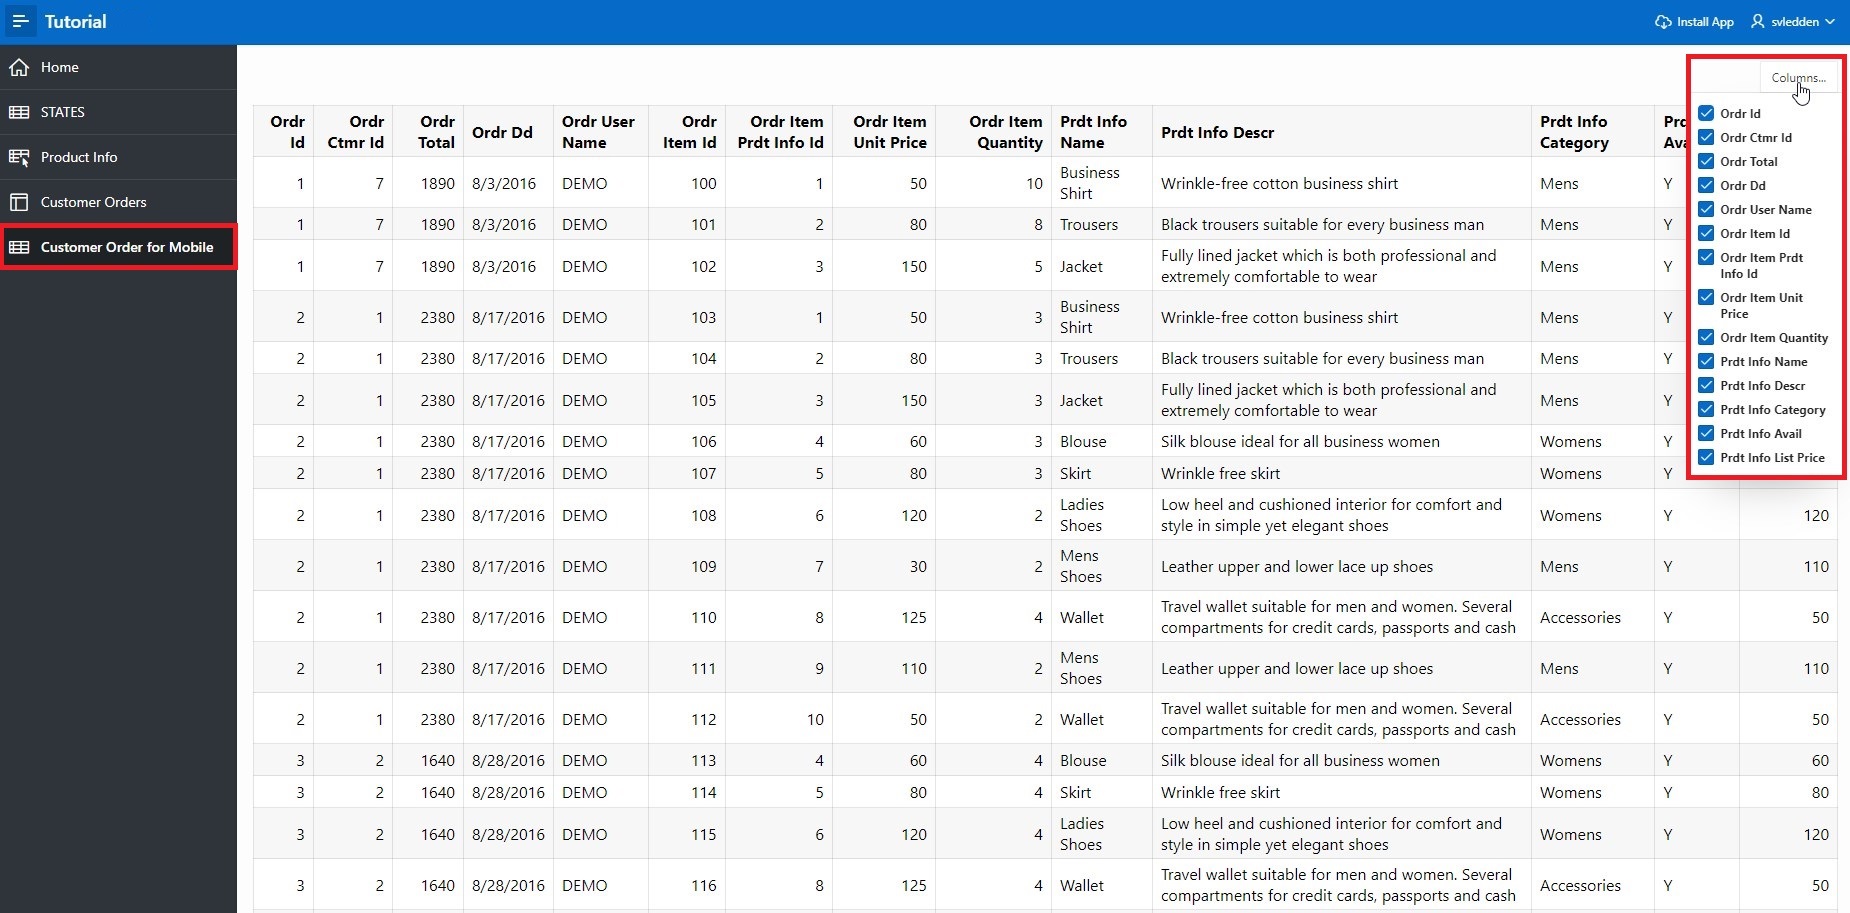 Tutorial
Install App
svledden
Home
STATES
Product Info
Customer Orders
Customer Order for Mobile
Columns...
Ordr Id
Ordr Ctmr Id
Ordr Total
Ordr Dd
Ordr User Name
Ordr Item Id
Ordr Item Prdt
Info Id
Ordr Item Unit
Price
Ordr Item Quantity
Prdt Info Name
Prdt Info Descr
Prdt Info Category
Prdt Info Avail
Prdt Info List Price
Ordr Id Ordr Ctmr Id Ordr Total Ordr Dd Ordr User Name Ordr Item Id Ordr Item Prdt Info Id Ordr Item Unit Price Ordr Item Quantity Prdt Info Name Prdt Info Descr Prdt Info Category
1 7 1890 8/3/2016 DEMO 100 1 50 10 Business Shirt Wrinkle-free cotton business shirt Mens Y
1 7 1890 8/3/2016 DEMO 101 2 80 8 Trousers Black trousers suitable for every business man Mens Y
1 7 1890 8/3/2016 DEMO 102 3 150 5 Jacket Fully lined jacket which is both professional and extremely comfortable to wear Mens Y
2 1 2380 8/17/2016 DEMO 103 1 50 3 Business Shirt Wrinkle-free cotton business shirt Mens Y
2 1 2380 8/17/2016 DEMO 104 2 80 3 Trousers Black trousers suitable for every business man Mens Y
2 1 2380 8/17/2016 DEMO 105 3 150 3 Jacket Fully lined jacket which is both professional and extremely comfortable to wear Mens Y
2 1 2380 8/17/2016 DEMO 106 4 60 3 Blouse Silk blouse ideal for all business women Womens Y
2 1 2380 8/17/2016 DEMO 107 5 80 3 Skirt Wrinkle free skirt Womens Y
2 1 2380 8/17/2016 DEMO 108 6 120 2 Ladies Shoes Low heel and cushioned interior for comfort and style in simple yet elegant shoes Womens Y 120
2 1 2380 8/17/2016 DEMO 109 7 30 2 Mens Shoes Leather upper and lower lace up shoes Mens Y 110
2 1 2380 8/17/2016 DEMO 110 8 125 4 Wallet Travel wallet suitable for men and women. Several compartments for credit cards, passports and cash Accessories Y 50
2 1 2380 8/17/2016 DEMO 111 9 110 2 Mens Shoes Leather upper and lower lace up shoes Mens Y 110
2 1 2380 8/17/2016 DEMO 112 10 50 2 Wallet Travel wallet suitable for men and women. Several compartments for credit cards, passports and cash Accessories Y 50
3 2 1640 8/28/2016 DEMO 113 4 60 4 Blouse Silk blouse ideal for all business women Womens Y 60
3 2 1640 8/28/2016 DEMO 114 5 80 4 Skirt Wrinkle free skirt Womens Y 80
3 2 1640 8/28/2016 DEMO 115 6 120 4 Ladies Shoes Low heel and cushioned interior for comfort and style in simple yet elegant shoes Womens Y 120
3 2 1640 8/28/2016 DEMO 116 8 125 4 Wallet Travel wallet suitable for men and women. Several compartments for credit cards, passports and cash Accessories Y 50